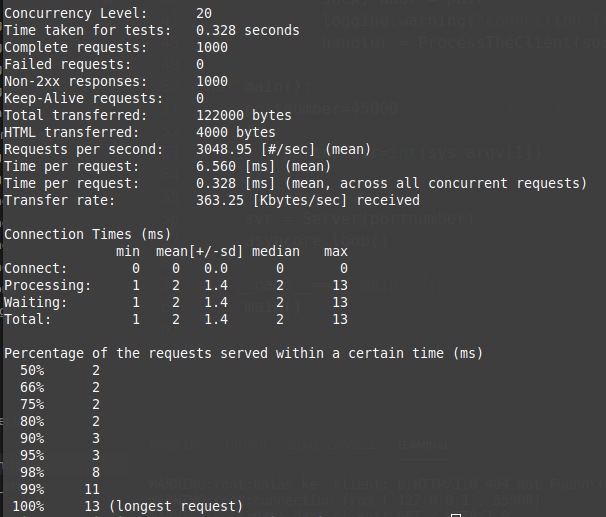 Concurrency Level:      20
Time taken for tests:   0.328 seconds
Complete requests:      1000
Failed requests:        0
Non-2xx responses:      1000
Keep-Alive requests:    0
Total transferred:      122000 bytes
HTML transferred:       4000 bytes
Requests per second:    3048.95 [#/sec] (mean)
Time per request:       6.560 [ms] (mean)
Time per request:       0.328 [ms] (mean, across all concurrent requests)
Transfer rate:          363.25 [Kbytes/sec] received

Connection Times (ms)
              min  mean[+/-sd] median   max
Connect:        0    0   0.0      0       0
Processing:     1    2   1.4      2      13
Waiting:        1    2   1.4      2      13
Total:          1    2   1.4      2      13

Percentage of the requests served within a certain time (ms)
  50%      2
  66%      2
  75%      2
  80%      2
  90%      3
  95%      3
  98%      8
  99%     11
 100%     13 (longest request)